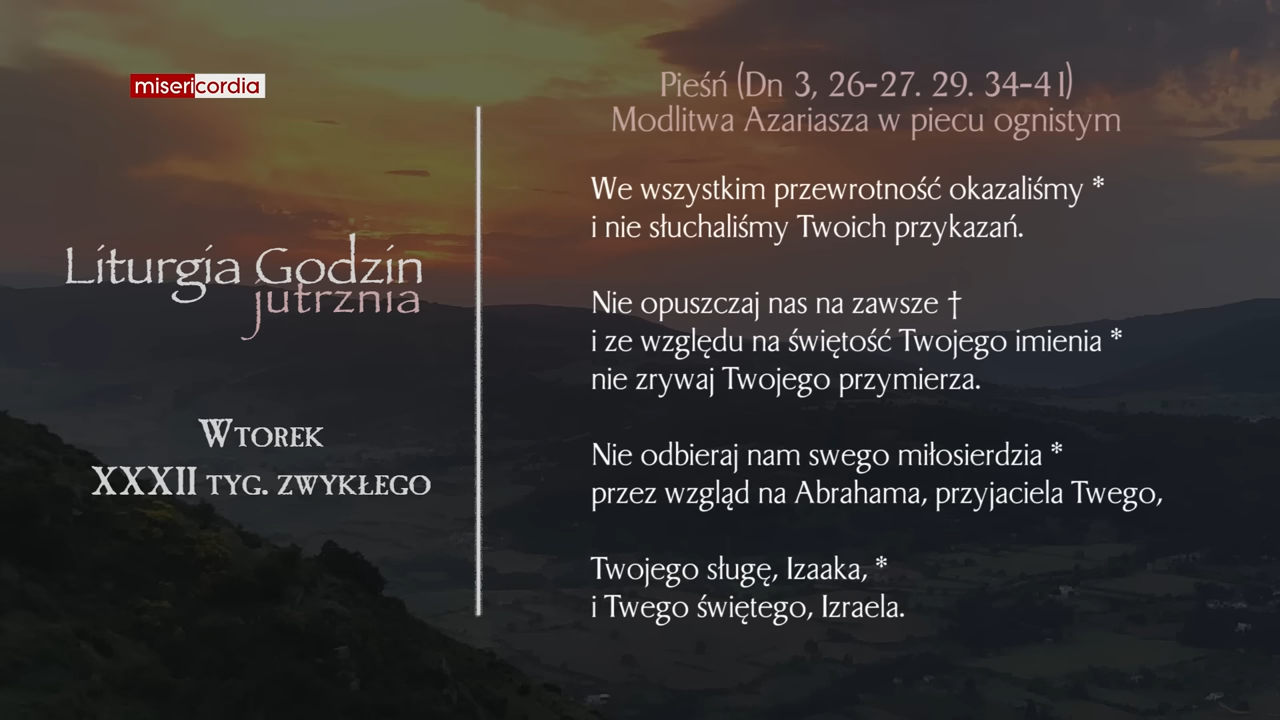 misericordia
Liturgia Godzin
jutrznia
Wtorek
XXXII tyg. zwykłego
Pieśń (Dn 3, 26-27. 29. 34-41)
Modlitwa Azariasza w piecu ognistym
We wszystkim przewrotność okazaliśmy *
i nie słuchaliśmy Twoich przykazań.
Nie opuszczaj nas na zawsze †
i ze względu na świętość Twojego imienia *
nie zrywaj Twojego przymierza.
Nie odbieraj nam swego miłosierdzia *
przez wzgląd na Abrahama, przyjaciela Twego,
Twojego sługę, Izaaka, *
i Twego świętego, Izraela.